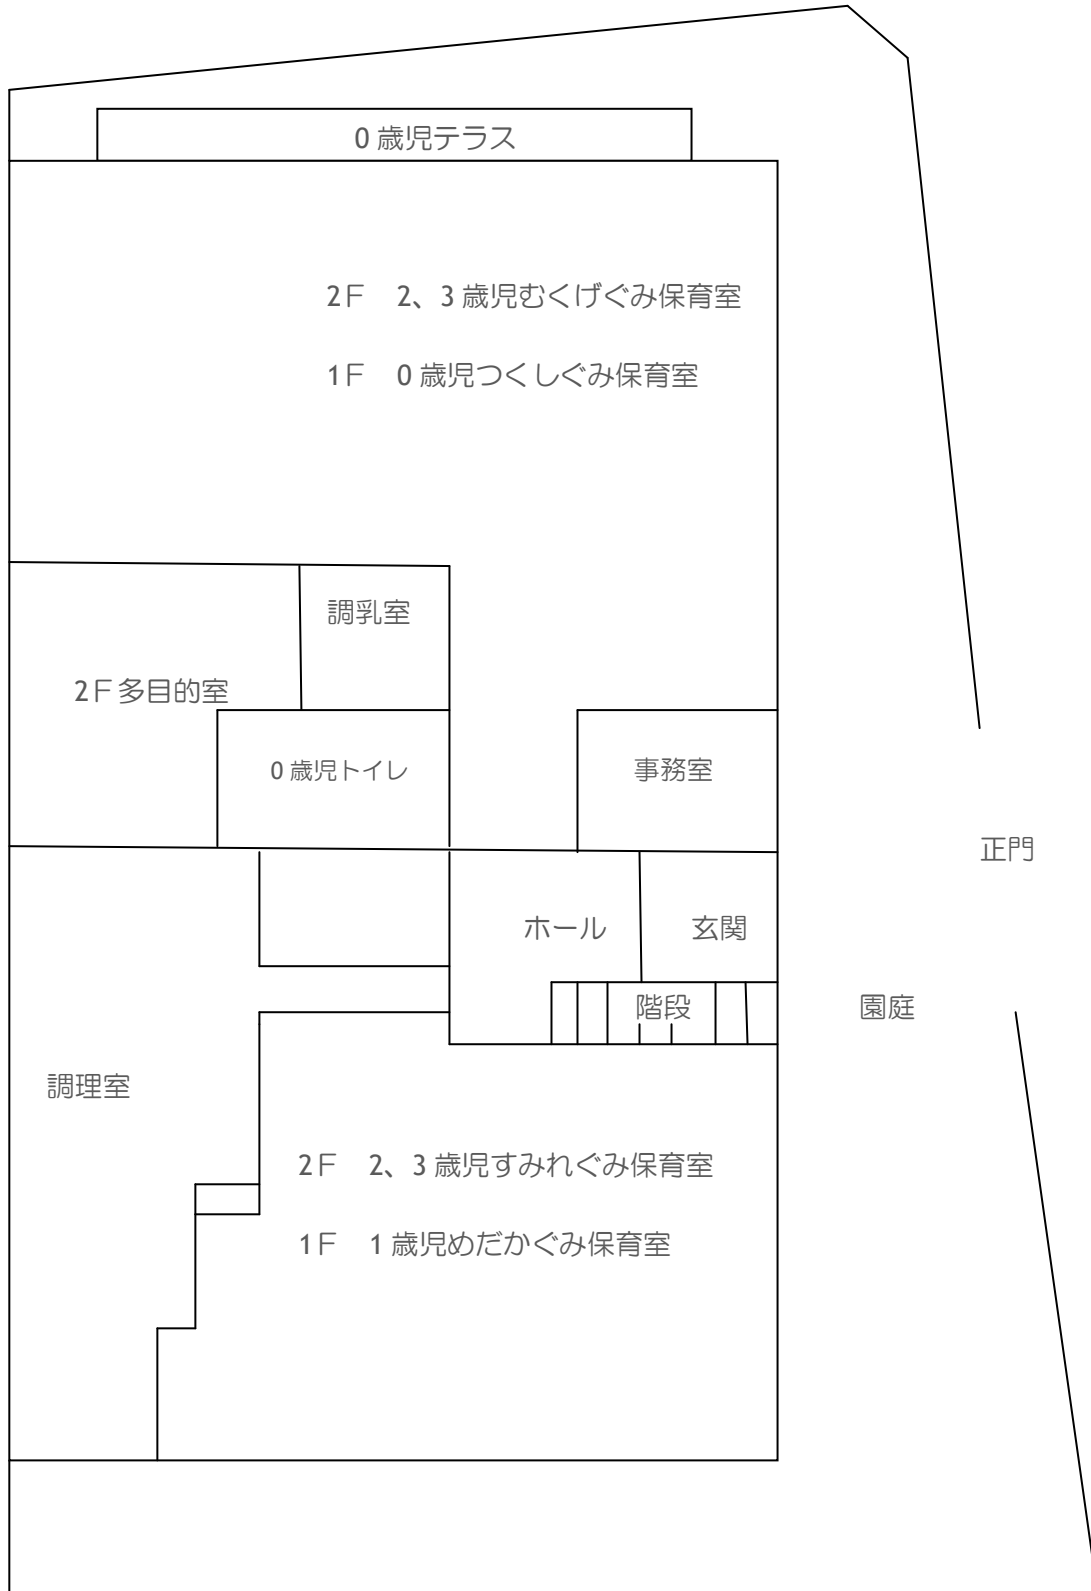 0 歳児テラス
2F　2、3 歳児むくげぐみ保育室
1F　0 歳児つくしぐみ保育室
調乳室
2F多目的室
0 歳児トイレ
事務室
正門
ホール
玄関
階段
園庭
調理室
2F　2、3 歳児すみれぐみ保育室
1F　1 歳児めだかぐみ保育室